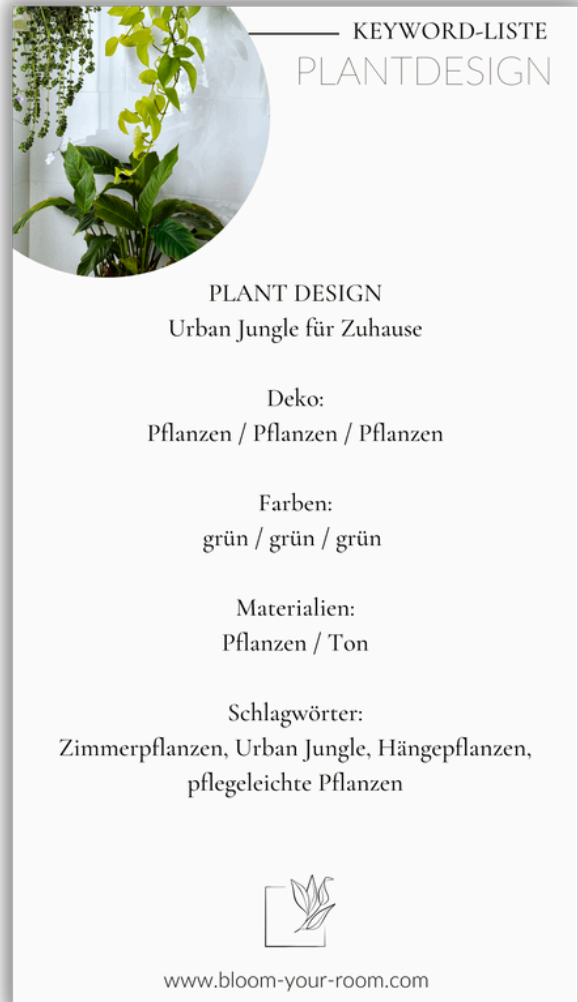 KEYWORD-LISTE
PLANTDESIGN
PLANT DESIGN
Urban Jungle für Zuhause
Deko:
Pflanzen / Pflanzen / Pflanzen
Farben:
grün / grün / grün
Materialien:
Pflanzen / Ton
Schlagwörter:
Zimmerpflanzen, Urban Jungle, Hängepflanzen,
pflegeleichte Pflanzen
www.bloom-your-room.com